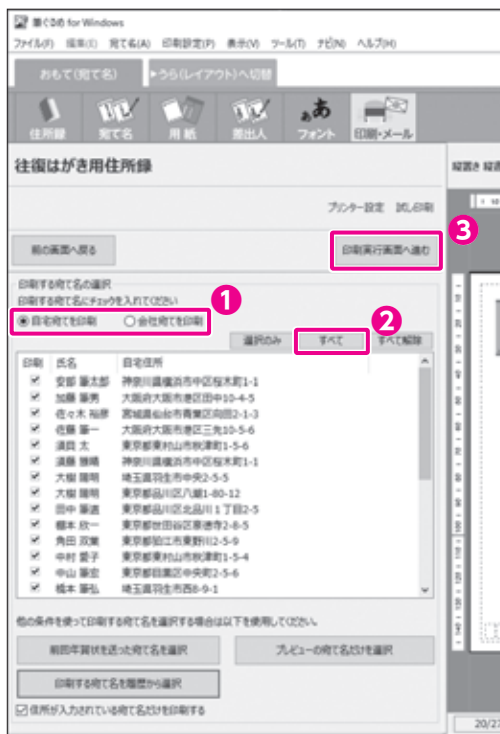 筆ぐるめ for Windows
ファイル(F) 編集(E) 宛て名(A) 印刷設定(P) 表示(V) ツール(T) ナビ(N) ヘルプ(H)
おもて(宛て名) ▶うら(レイアウト)へ切替
住所録 宛て名 用紙 差出人 フォント 印刷・メール
往復はがき用住所録
縦置き
プリンター設定 試し印刷
前の画面へ戻る 印刷実行画面へ進む 3
印刷する宛て名の選択
印刷する宛て名にチェックを入れてください 1
自宅宛てを印刷 会社宛てを印刷 2
選択のみ すべて すべて解除
印刷 氏名 自宅住所
安部 筆太郎 神奈川県横浜市中区桜木町1-1
加藤 筆男 大阪府大阪市港区田中10-4-5
佐々木 裕彦 宮城県仙台市青葉区向田2-1-3
佐藤 筆一 大阪府大阪市港区三先10-5-6
須貝 太 東京都東村山市秋津町1-5-6
須藤 雅晴 神奈川県横浜市中区桜木町1-1
大樹 陽明 埼玉県羽生市中央2-5-5
大樹 陽明 東京都品川区八潮1-80-12
田中 筆道 東京都品川区北品川1丁目2-5
棚本 欣一 東京都世田谷区豪徳寺2-8-5
角田 双葉 東京都狛江市東野川2-5-9
中村 愛子 東京都東村山市秋津町1-5-4
中山 筆宏 東京都目黒区中央町2-5-6
橋本 筆弘 埼玉県羽生市西8-9-1
他の条件を使って印刷する宛て名を選択する場合は以下を使用してください。
前回年賀状を送った宛て名を選択 プレビューの宛て名だけを選択
印刷する宛て名を履歴から選択
住所が入力されている宛て名だけを印刷する
20/27